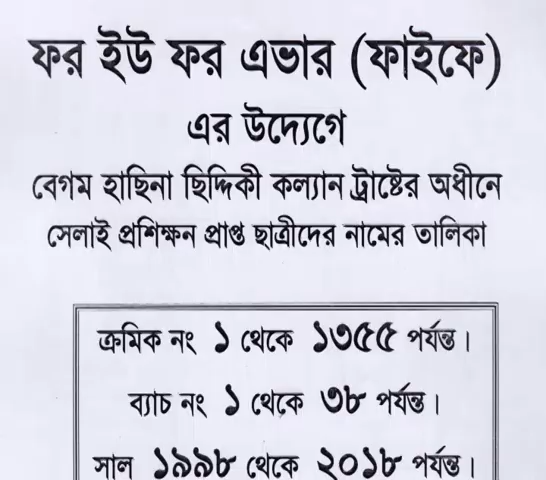 ফর ইউ ফর এভার (ফাইফে)
এর উদ্যেগে
বেগম হাছিনা ছিদ্দিকী কল্যান ট্রাষ্টের অধীনে
সেলাই প্রশিক্ষন প্রাপ্ত ছাত্রীদের নামের তালিকা
ক্রমিক নং ১ থেকে ১৩৫৫ পর্যন্ত।
ব্যাচ নং ১ থেকে ৩৮ পর্যন্ত।
সাল ১৯৯৮ থেকে ২০১৮ পর্যন্ত।